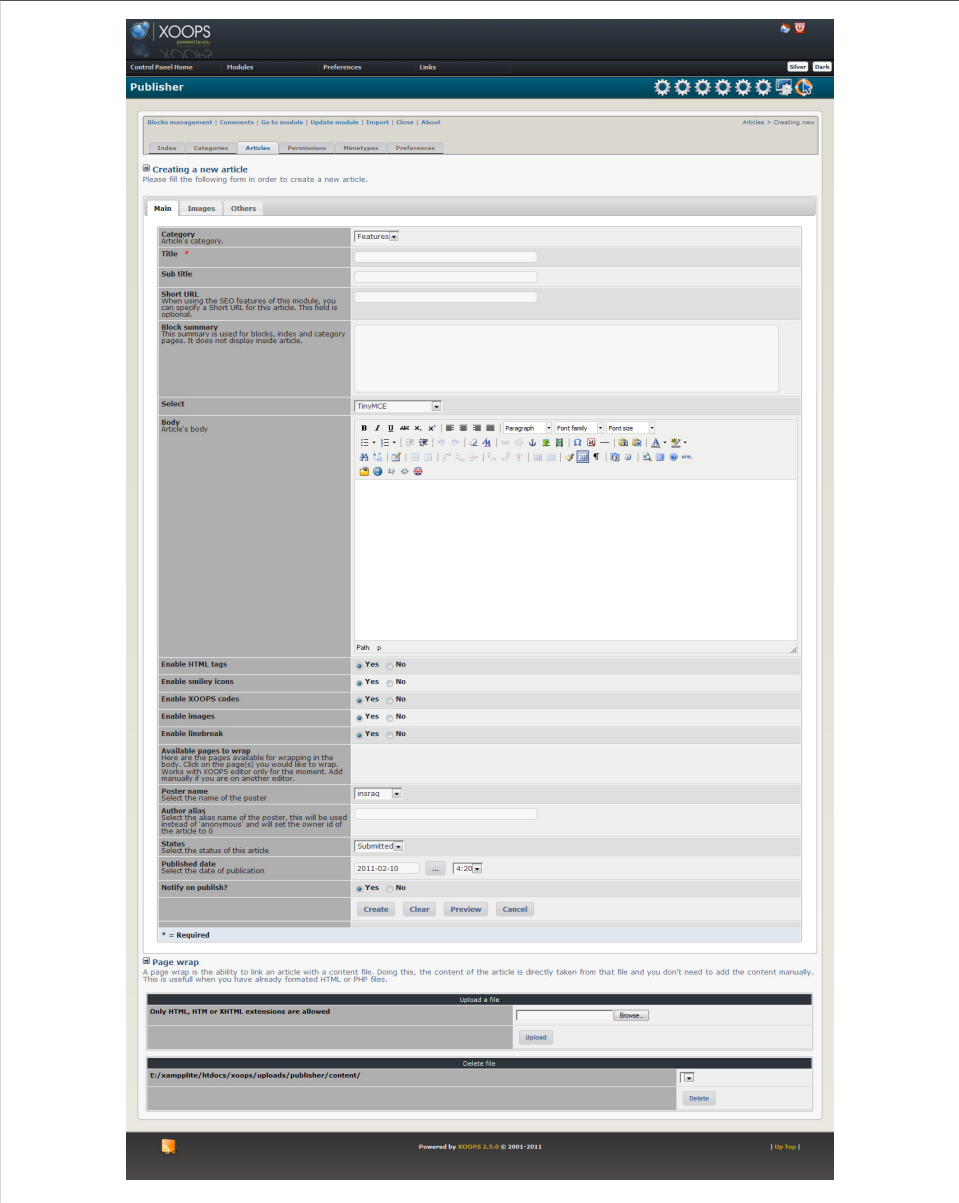 XOOPS
powered by you
Control Panel Home Modules Preferences Links Silver Dark
Publisher
Blocks management | Comments | Go to module | Update module | Import | Clone | About Articles > Creating new
Index Categories Articles Permissions Mimetypes Preferences
Creating a new article
Please fill the following form in order to create a new article.
Main Images Others
Category
Article's category.
Features
Title *
Sub title
Short URL
When using the SEO features of this module, you
can specify a Short URL for this article. This field is
optional.
Block summary
This summary is used for blocks, index and category
pages. It does not display inside article.
Select TinyMCE
Body
Article's body
B I U ABC Paragraph Font family Font size
HTML
Path: p
Enable HTML tags Yes No
Enable smiley icons Yes No
Enable XOOPS codes Yes No
Enable images Yes No
Enable linebreak Yes No
Available pages to wrap
Here are the pages available for wrapping in the
body. Click on the page(s) you would like to wrap.
Works with XOOPS editor only for the moment. Add
manually if you are on another editor.
Poster name
Select the name of the poster
insraq
Author alias
Select the alias name of the poster, this will be used
instead of 'anonymous' and will set the owner id of
the article to 0
Status
Select the status of this article
Submitted
Published date
Select the date of publication
2011-02-10 ... 4:20
Notify on publish? Yes No
Create Clear Preview Cancel
* = Required
Page wrap
A page wrap is the ability to link an article with a content file. Doing this, the content of the article is directly taken from that file and you don't need to add the content manually.
This is usefull when you have already formated HTML or PHP files.
Upload a file
Only HTML, HTM or XHTML extensions are allowed Browse...
Upload
Delete file
E:/xampplite/htdocs/xoops/uploads/publisher/content/
Delete
Powered by XOOPS 2.5.0 © 2001-2011 | Up Top |